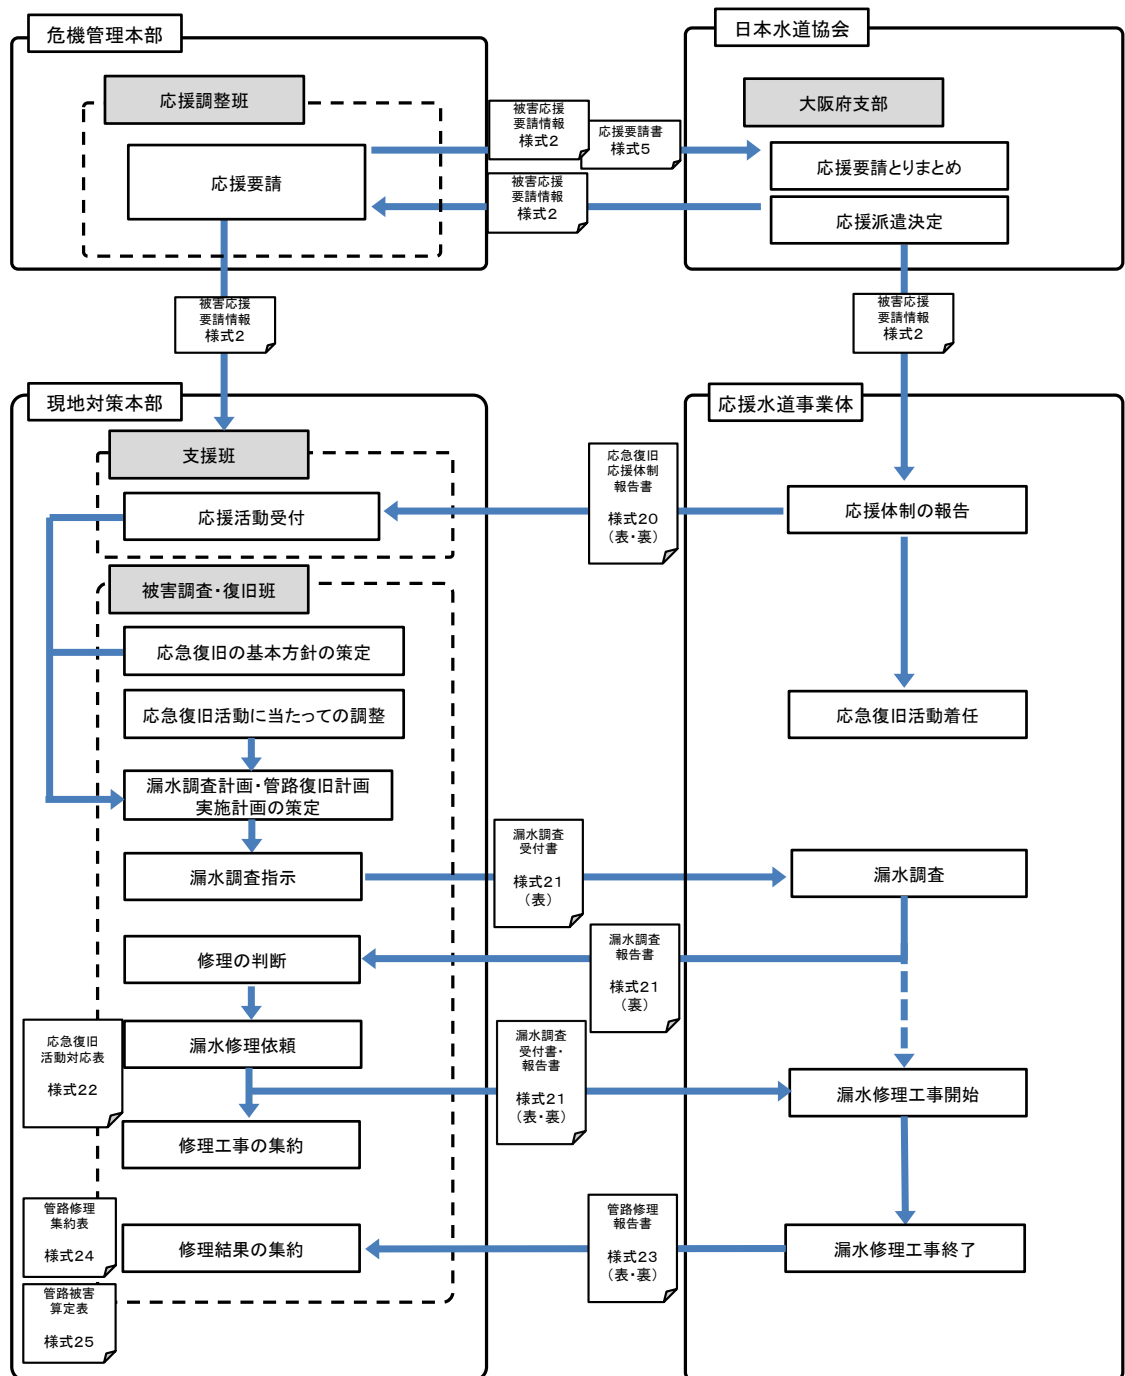 危機管理本部
日本水道協会
応援調整班
大阪府支部
被害応援
要請情報
様式2
応援要請書
様式5
応援要請
応援要請とりまとめ
被害応援
要請情報
様式2
応援派遣決定
被害応援
要請情報
様式2
被害応援
要請情報
様式2
現地対策本部
応援水道事業体
支援班
応急復旧
応援体制
報告書
様式20
(表・裏)
応援活動受付
応援体制の報告
被害調査・復旧班
応急復旧の基本方針の策定
応急復旧活動に当たっての調整
応急復旧活動着任
漏水調査計画・管路復旧計画
実施計画の策定
漏水調査
受付書
様式21
(表)
漏水調査指示
漏水調査
漏水調査
報告書
様式21
(裏)
修理の判断
応急復旧
活動対応表
様式22
漏水修理依頼
漏水調査
受付書・
報告書
様式21
(表・裏)
漏水修理工事開始
修理工事の集約
管路修理
集約表
様式24
修理結果の集約
管路修理
報告書
様式23
(表・裏)
漏水修理工事終了
管路被害
算定表
様式25